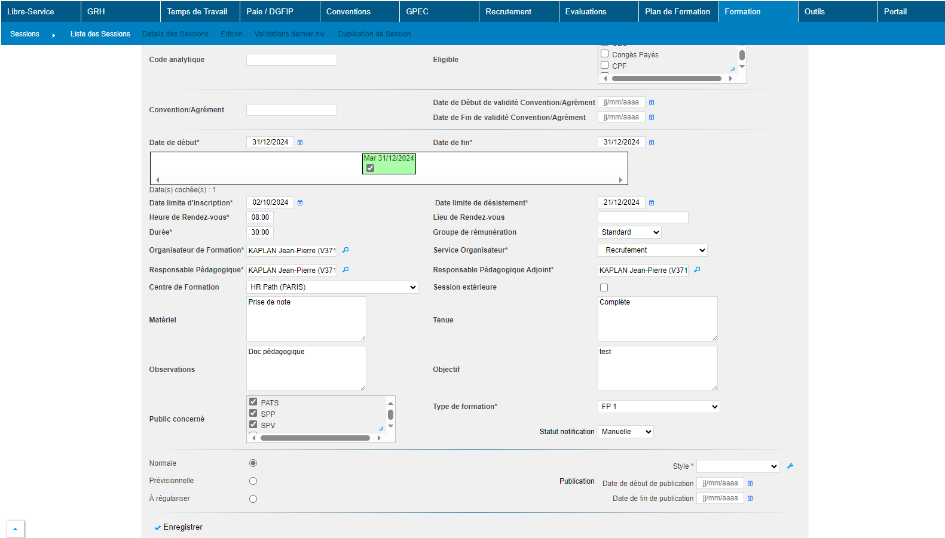 Libre-Service GRH Temps de Travail Paie / DGFIP Conventions GPEC Recrutement Evaluations Plan de Formation Formation Outils Portail
Sessions Liste des Sessions Détails des Sessions Edition Validations dernier niv. Duplication de Session
Code analytique Eligible
Congés Payés
CPF
Convention/Agrément Date de Début de validité Convention/Agrément jj/mm/aaaa
Date de Fin de validité Convention/Agrément jj/mm/aaaa
Date de début* 31/12/2024 Date de fin* 31/12/2024
Mar 31/12/2024
Date(s) cochée(s) : 1
Date limite d'inscription* 02/10/2024 Date limite de désistement* 21/12/2024
Heure de Rendez-vous* 08:00 Lieu de Rendez-vous
Durée* 30:00 Groupe de rémunération Standard
Organisateur de Formation* KAPLAN Jean-Pierre (V371 Service Organisateur* Recrutement
Responsable Pédagogique* KAPLAN Jean-Pierre (V371 Responsable Pédagogique Adjoint* KAPLAN Jean-Pierre (V371
Centre de Formation HR Path (PARIS) Session extérieure
Matériel Prise de note Tenue Complète
Observations Doc pédagogique Objectif test
Public concerné PATS Type de formation* FP 1
SPP
SPV Statut notification Manuelle
Normale Style *
Prévisionnelle Publication Date de début de publication jj/mm/aaaa
À régulariser Date de fin de publication jj/mm/aaaa
Enregistrer